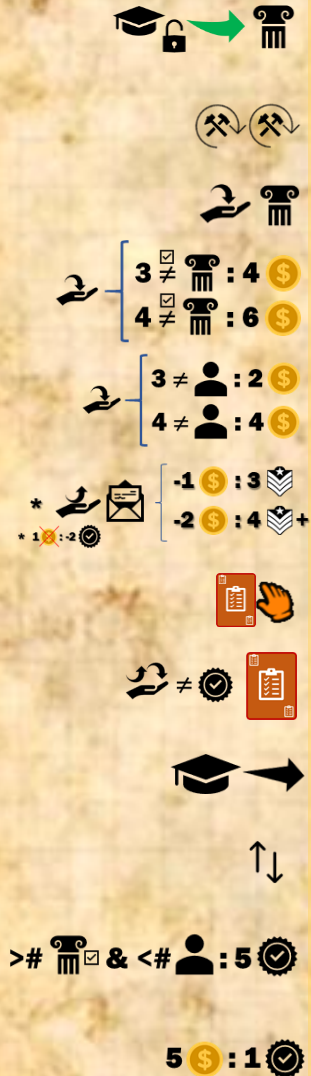 3 ≠ : 4 $
4 ≠ : 6 $
3 ≠ : 2 $
4 ≠ : 4 $
-1 $ : 3
* -2 $ : 4 +
* 1 $ : -2
≠
># & <# : 5
5 $ : 1